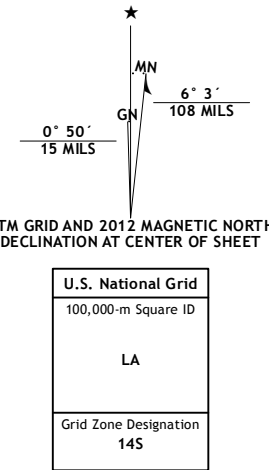 ★
MN
GN
6° 3´
108 MILS
0° 50´
15 MILS
TM GRID AND 2012 MAGNETIC NORTH
DECLINATION AT CENTER OF SHEET
U.S. National Grid
100,000-m Square ID
LA
Grid Zone Designation
14S